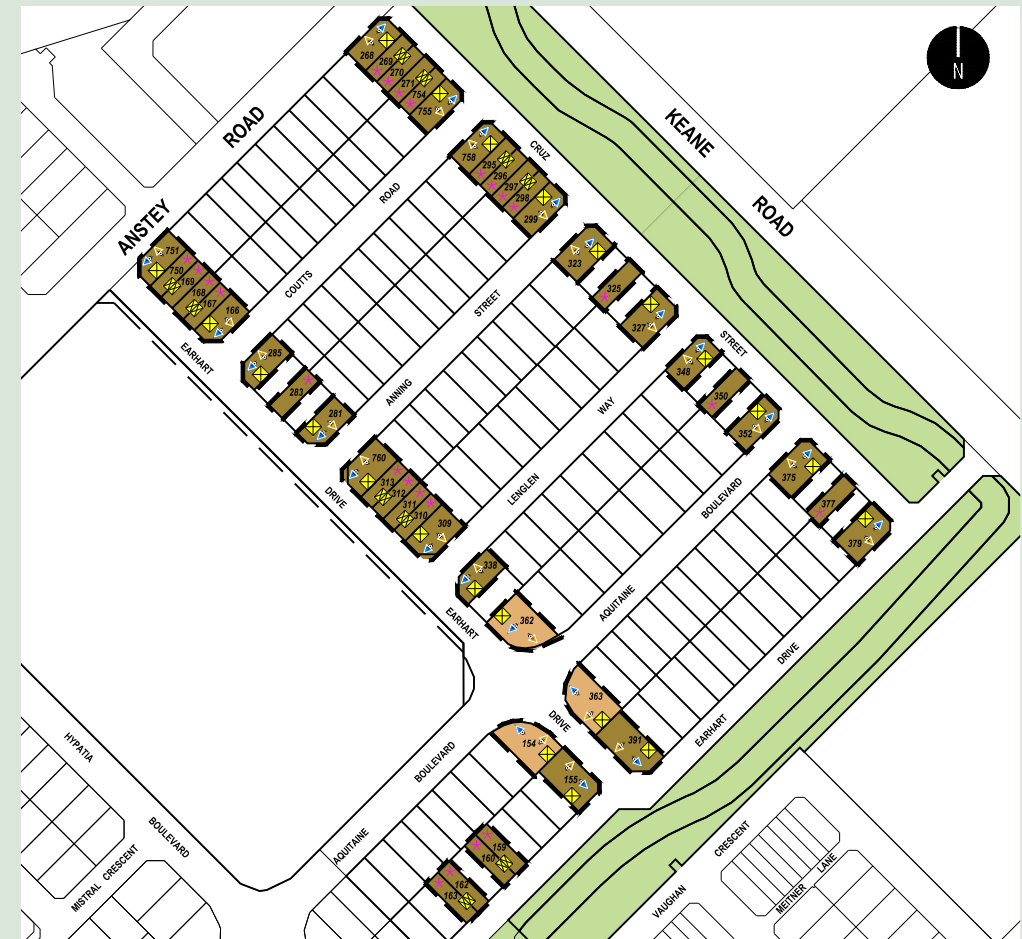 N
KEANE
ROAD
ROAD
ANSTEY
268
269
270
271
754
755
CRUZ
758
295
296
297
298
299
ROAD
COUTTS
751
750
169
168
167
166
EARHART
323
325
327
STREET
STREET
ANNING
285
283
281
348
350
352
WAY
LENGLEN
760
313
312
311
310
309
DRIVE
375
377
379
BOULEVARD
AQUITAINE
338
362
EARHART
363
391
DRIVE
DRIVE
EARHART
154
155
BOULEVARD
AQUITAINE
159
160
162
163
HYPATIA
BOULEVARD
MISTRAL CRESCENT
CRESCENT
VAUGHAN
LANE
MEITNER